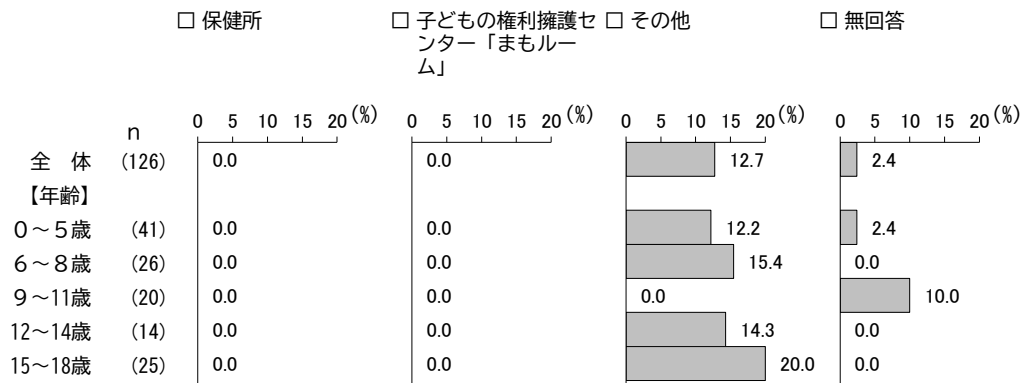 □ 保健所 □ 子どもの権利擁護セ □ その他 □ 無回答
ンター「まもルー
ム」
0 5 10 15 20 (%) 0 5 10 15 20 (%) 0 5 10 15 20 (%) 0 5 10 15 20 (%)
n
全 体 (126) 0.0 0.0 12.7 2.4
【年齢】
0～5歳 (41) 0.0 0.0 12.2 2.4
6～8歳 (26) 0.0 0.0 15.4 0.0
9～11歳 (20) 0.0 0.0 0.0 10.0
12～14歳 (14) 0.0 0.0 14.3 0.0
15～18歳 (25) 0.0 0.0 20.0 0.0